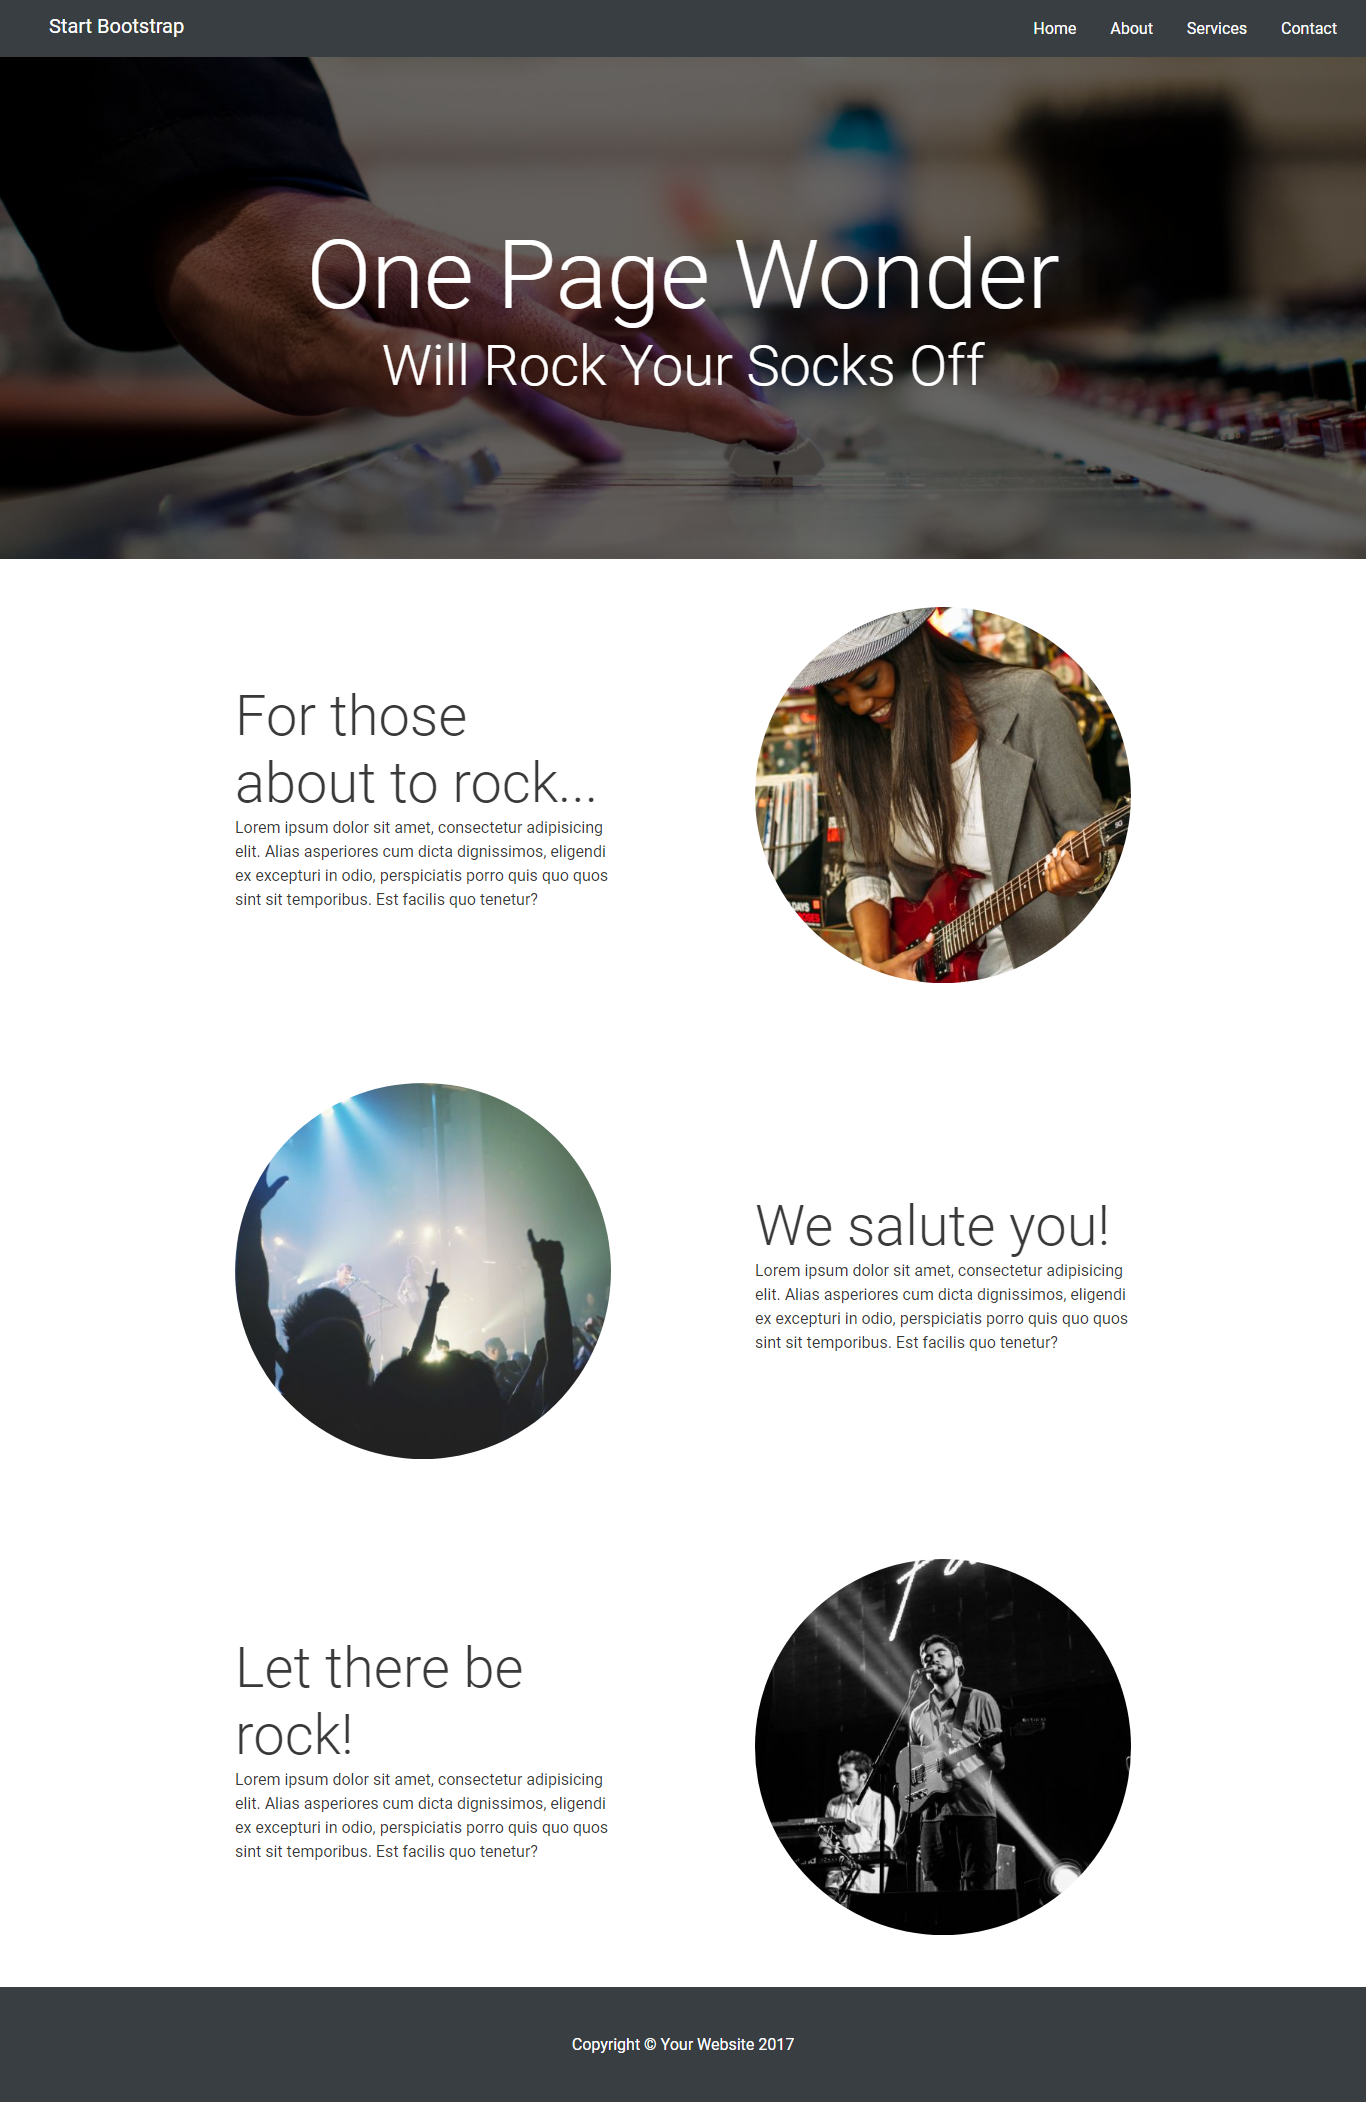 Start Bootstrap
Home About Services Contact
One Page Wonder
Will Rock Your Socks Off
For those
about to rock...
Lorem ipsum dolor sit amet, consectetur adipisicing
elit. Alias asperiores cum dicta dignissimos, eligendi
ex excepturi in odio, perspiciatis porro quis quo quos
sint sit temporibus. Est facilis quo tenetur?
We salute you!
Lorem ipsum dolor sit amet, consectetur adipisicing
elit. Alias asperiores cum dicta dignissimos, eligendi
ex excepturi in odio, perspiciatis porro quis quo quos
sint sit temporibus. Est facilis quo tenetur?
Let there be
rock!
Lorem ipsum dolor sit amet, consectetur adipisicing
elit. Alias asperiores cum dicta dignissimos, eligendi
ex excepturi in odio, perspiciatis porro quis quo quos
sint sit temporibus. Est facilis quo tenetur?
Copyright © Your Website 2017